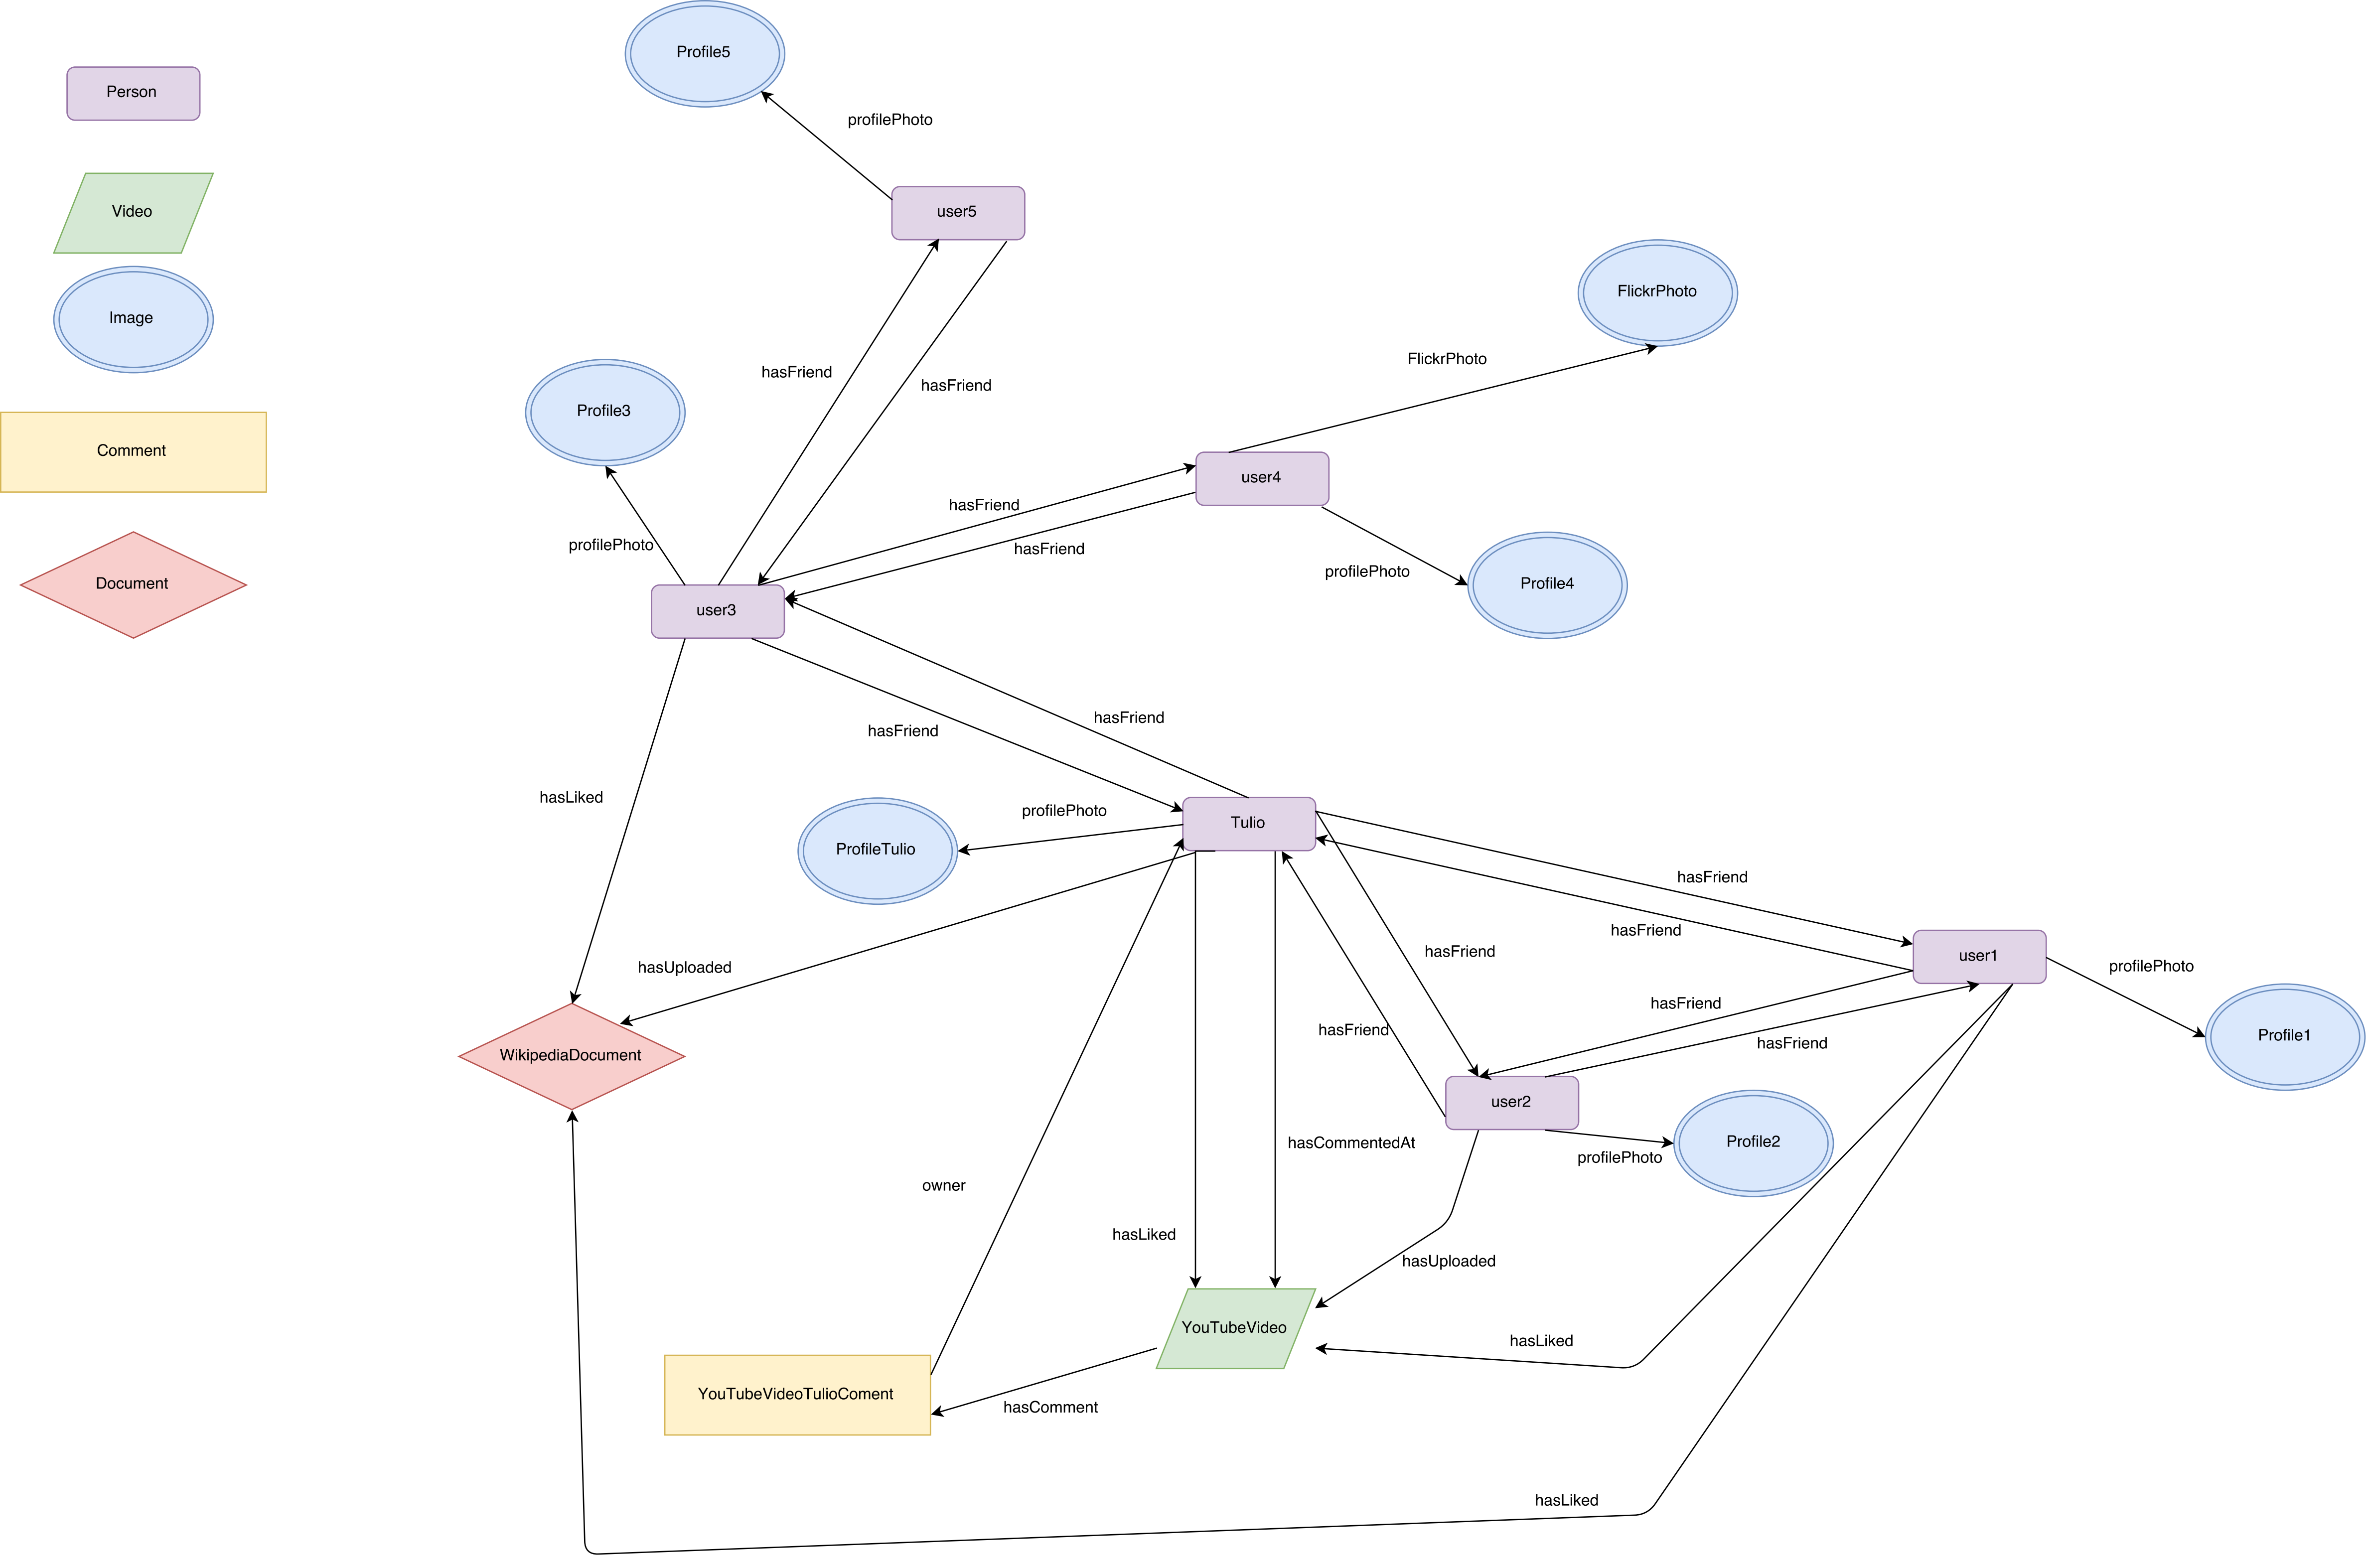 Profile5
Person
profilePhoto
Video
user5
FlickrPhoto
Image
FlickrPhoto
hasFriend
hasFriend
Profile3
Comment
user4
hasFriend
profilePhoto
hasFriend
profilePhoto
Document
Profile4
user3
hasFriend
hasFriend
hasLiked
profilePhoto
Tulio
ProfileTulio
hasFriend
hasFriend
hasFriend
user1
hasUploaded
profilePhoto
hasFriend
hasFriend
Profile1
hasFriend
WikipediaDocument
user2
hasCommentedAt
Profile2
profilePhoto
owner
hasLiked
hasUploaded
YouTubeVideo
hasLiked
YouTubeVideoTulioComent
hasComment
hasLiked